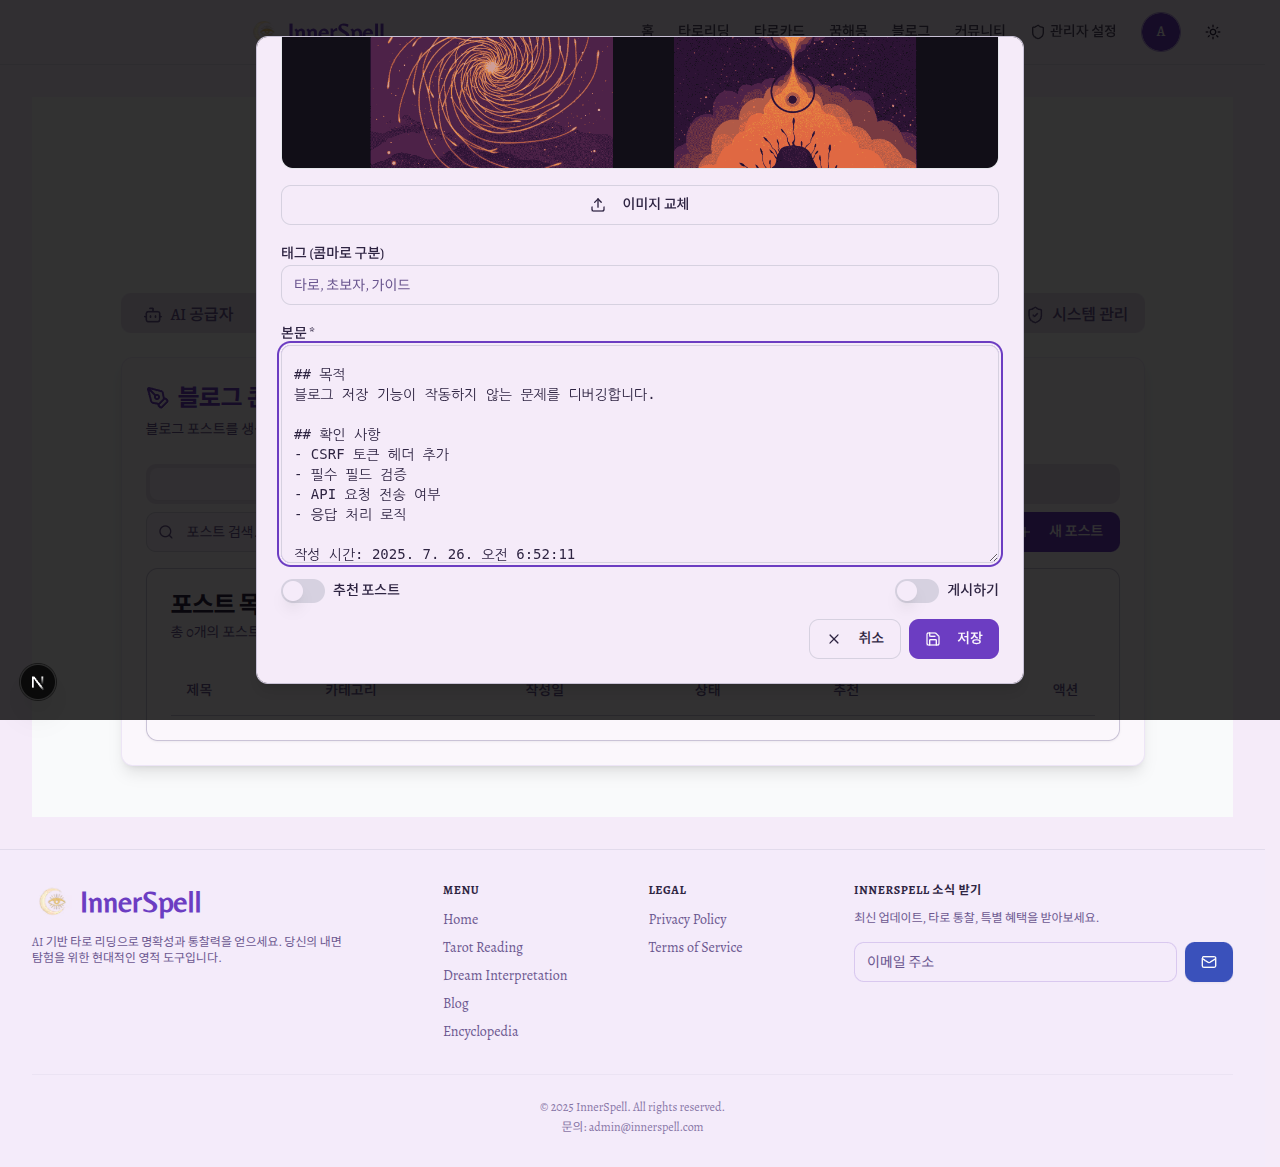 InnerSpell
홈 타로리딩 타로카드 꿈해몽 블로그 커뮤니티 관리자 설정 A
이미지 교체
태그 (콤마로 구분)
타로, 초보자, 가이드
본문 *
## 목적
블로그 저장 기능이 작동하지 않는 문제를 디버깅합니다.
## 확인 사항
- CSRF 토큰 헤더 추가
- 필수 필드 검증
- API 요청 전송 여부
- 응답 처리 로직
작성 시간: 2025. 7. 26. 오전 6:52:11
추천 포스트
게시하기
취소
저장
AI 공급자
시스템 관리
블로그
블로그 포스트를
포스트 검색
새 포스트
포스트
총 0개의 포스트
제목 카테고리 작성일 상태 추천 액션
N
InnerSpell
AI 기반 타로 리딩으로 명확성과 통찰력을 얻으세요. 당신의 내면
탐험을 위한 현대적인 영적 도구입니다.
MENU
Home
Tarot Reading
Dream Interpretation
Blog
Encyclopedia
LEGAL
Privacy Policy
Terms of Service
INNERSPELL 소식 받기
최신 업데이트, 타로 통찰, 특별 혜택을 받아보세요.
이메일 주소
© 2025 InnerSpell. All rights reserved.
문의: admin@innerspell.com